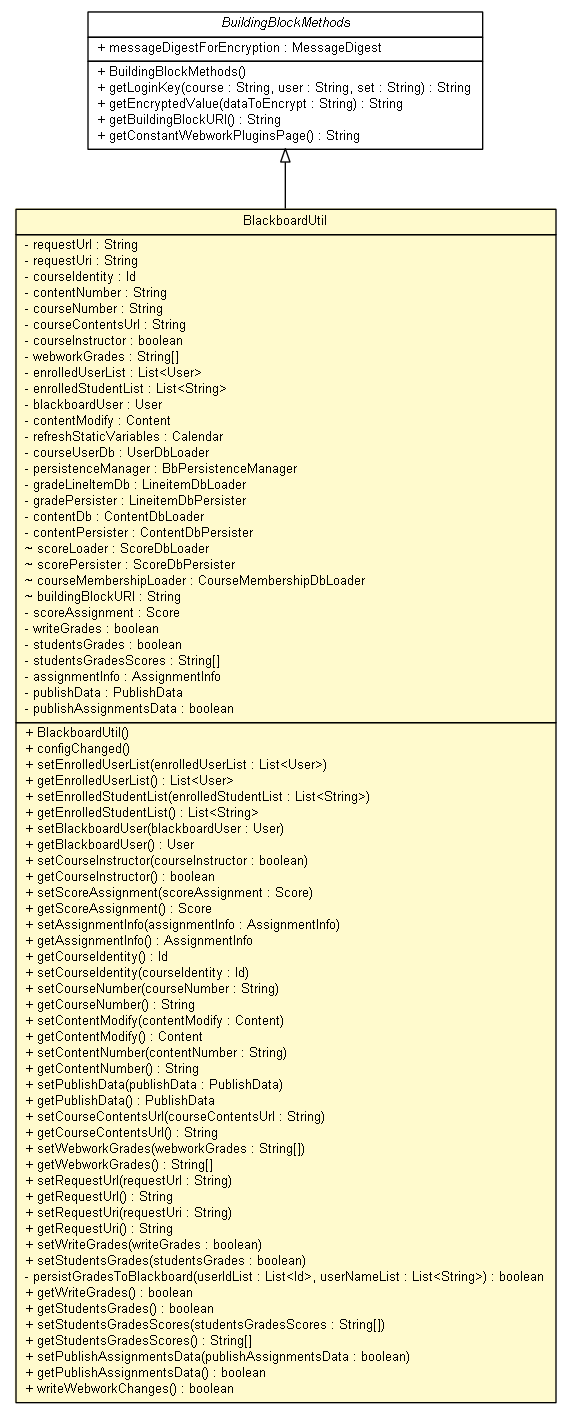 BuildingBlockMethods
+ messageDigestForEncryption : MessageDigest
+ BuildingBlockMethods()
+ getLoginKey(course : String, user : String, set : String) : String
+ getEncryptedValue(dataToEncrypt : String) : String
+ getBuildingBlockURI() : String
+ getConstantWebworkPluginsPage() : String
BlackboardUtil
- requestUrl : String
- requestUri : String
- courseIdentity : Id
- contentNumber : String
- courseNumber : String
- courseContentsUrl : String
- courseInstructor : boolean
- webworkGrades : String[]
- enrolledUserList : List<User>
- enrolledStudentList : List<String>
- blackboardUser : User
- contentModify : Content
- refreshStaticVariables : Calendar
- courseUserDb : UserDbLoader
- persistenceManager : BbPersistenceManager
- gradeLineItemDb : LineitemDbLoader
- gradePersister : LineitemDbPersister
- contentDb : ContentDbLoader
- contentPersister : ContentDbPersister
~ scoreLoader : ScoreDbLoader
~ scorePersister : ScoreDbPersister
~ courseMembershipLoader : CourseMembershipDbLoader
~ buildingBlockURI : String
- scoreAssignment : Score
- writeGrades : boolean
- studentsGrades : boolean
- studentsGradesScores : String[]
- assignmentInfo : AssignmentInfo
- publishData : PublishData
- publishAssignmentsData : boolean
+ BlackboardUtil()
+ configChanged()
+ setEnrolledUserList(enrolledUserList : List<User>)
+ getEnrolledUserList() : List<User>
+ setEnrolledStudentList(enrolledStudentList : List<String>)
+ getEnrolledStudentList() : List<String>
+ setBlackboardUser(blackboardUser : User)
+ getBlackboardUser() : User
+ setCourseInstructor(courseInstructor : boolean)
+ getCourseInstructor() : boolean
+ setScoreAssignment(scoreAssignment : Score)
+ getScoreAssignment() : Score
+ setAssignmentInfo(assignmentInfo : AssignmentInfo)
+ getAssignmentInfo() : AssignmentInfo
+ getCourseIdentity() : Id
+ setCourseIdentity(courseIdentity : Id)
+ setCourseNumber(courseNumber : String)
+ getCourseNumber() : String
+ setContentModify(contentModify : Content)
+ getContentModify() : Content
+ setContentNumber(contentNumber : String)
+ getContentNumber() : String
+ setPublishData(publishData : PublishData)
+ getPublishData() : PublishData
+ setCourseContentsUrl(courseContentsUrl : String)
+ getCourseContentsUrl() : String
+ setWebworkGrades(webworkGrades : String[])
+ getWebworkGrades() : String[]
+ setRequestUrl(requestUrl : String)
+ getRequestUrl() : String
+ setRequestUri(requestUri : String)
+ getRequestUri() : String
+ setWriteGrades(writeGrades : boolean)
+ setStudentsGrades(studentsGrades : boolean)
- persistGradesToBlackboard(userIdList : List<Id>, userNameList : List<String>) : boolean
+ getWriteGrades() : boolean
+ getStudentsGrades() : boolean
+ setStudentsGradesScores(studentsGradesScores : String[])
+ getStudentsGradesScores() : String[]
+ setPublishAssignmentsData(publishAssignmentsData : boolean)
+ getPublishAssignmentsData() : boolean
+ writeWebworkChanges() : boolean